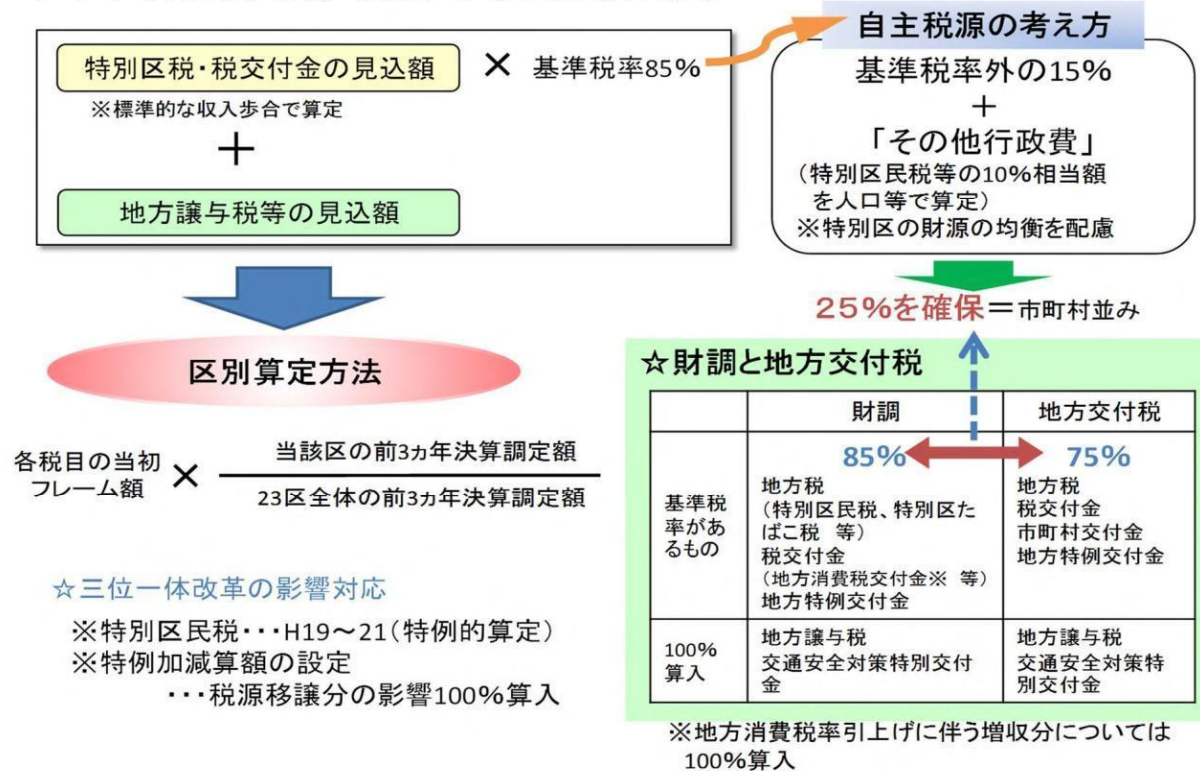 特別区税・税交付金の見込額 × 基準税率85%
※標準的な収入歩合で算定
＋
地方譲与税等の見込額
自主税源の考え方
基準税率外の15%
＋
「その他行政費」
(特別区民税等の10%相当額
を人口等で算定)
※特別区の財源の均衡を配慮
25%を確保＝市町村並み
区別算定方法
各税目の当初
フレーム額
×
当該区の前3ヵ年決算調定額
23区全体の前3ヵ年決算調定額
☆三位一体改革の影響対応
※特別区民税・・・H19～21(特例的算定)
※特例加減算額の設定
・・・税源移譲分の影響100%算入
☆財調と地方交付税
財調 地方交付税
基準税
率があ
るもの
85%
地方税
(特別区民税、特別区た
ばこ税 等)
税交付金
(地方消費税交付金※ 等)
地方特例交付金
75%
地方税
税交付金
市町村交付金
地方特例交付金
100%
算入
地方譲与税
交通安全対策特別交付
金
地方譲与税
交通安全対策特
別交付金
※地方消費税率引上げに伴う増収分については
100%算入